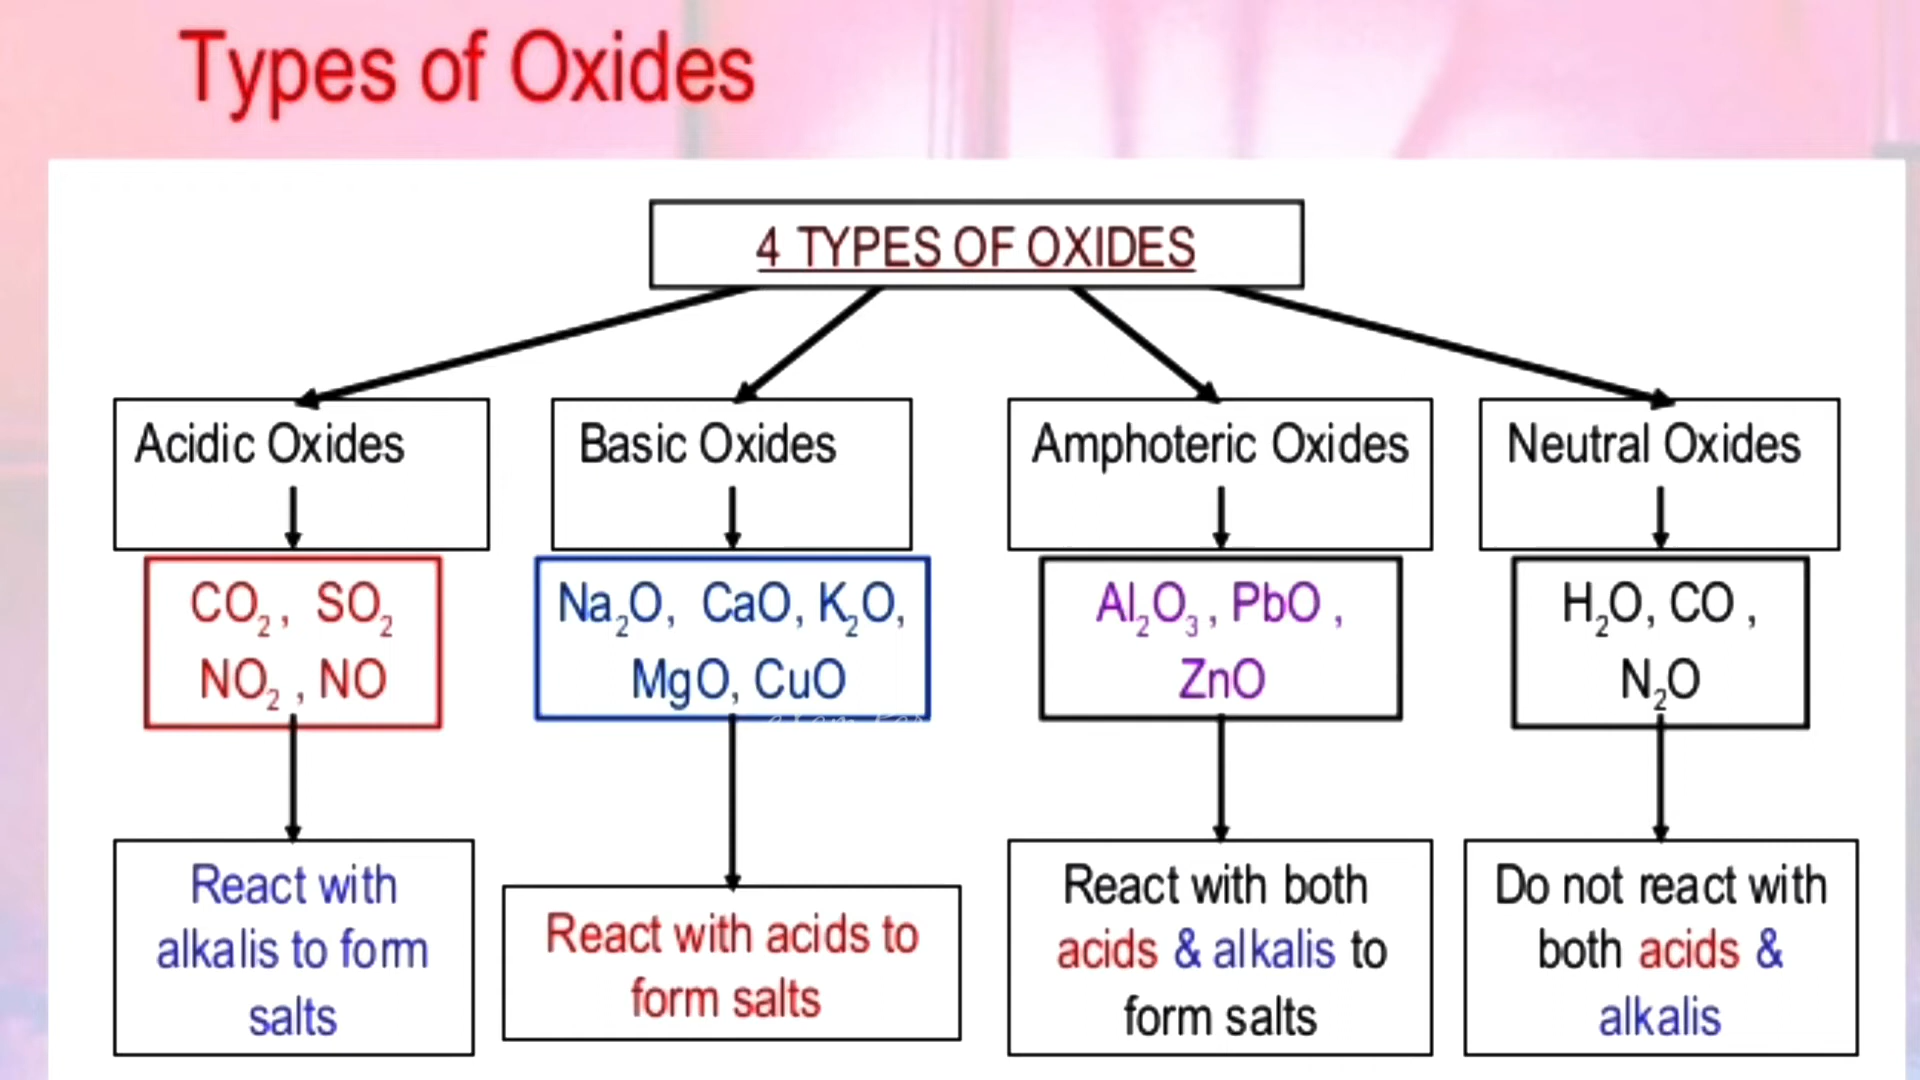 Types of Oxides
4 TYPES OF OXIDES
Acidic Oxides
Basic Oxides
Amphoteric Oxides
Neutral Oxides
CO₂, SO₂
NO₂, NO
Na₂O, CaO, K₂O,
MgO, CuO
Al₂O₃, PbO,
ZnO
H₂O, CO,
N₂O
React with
alkalis to form
salts
React with acids to
form salts
React with both
acids & alkalis to
form salts
Do not react with
both acids &
alkalis